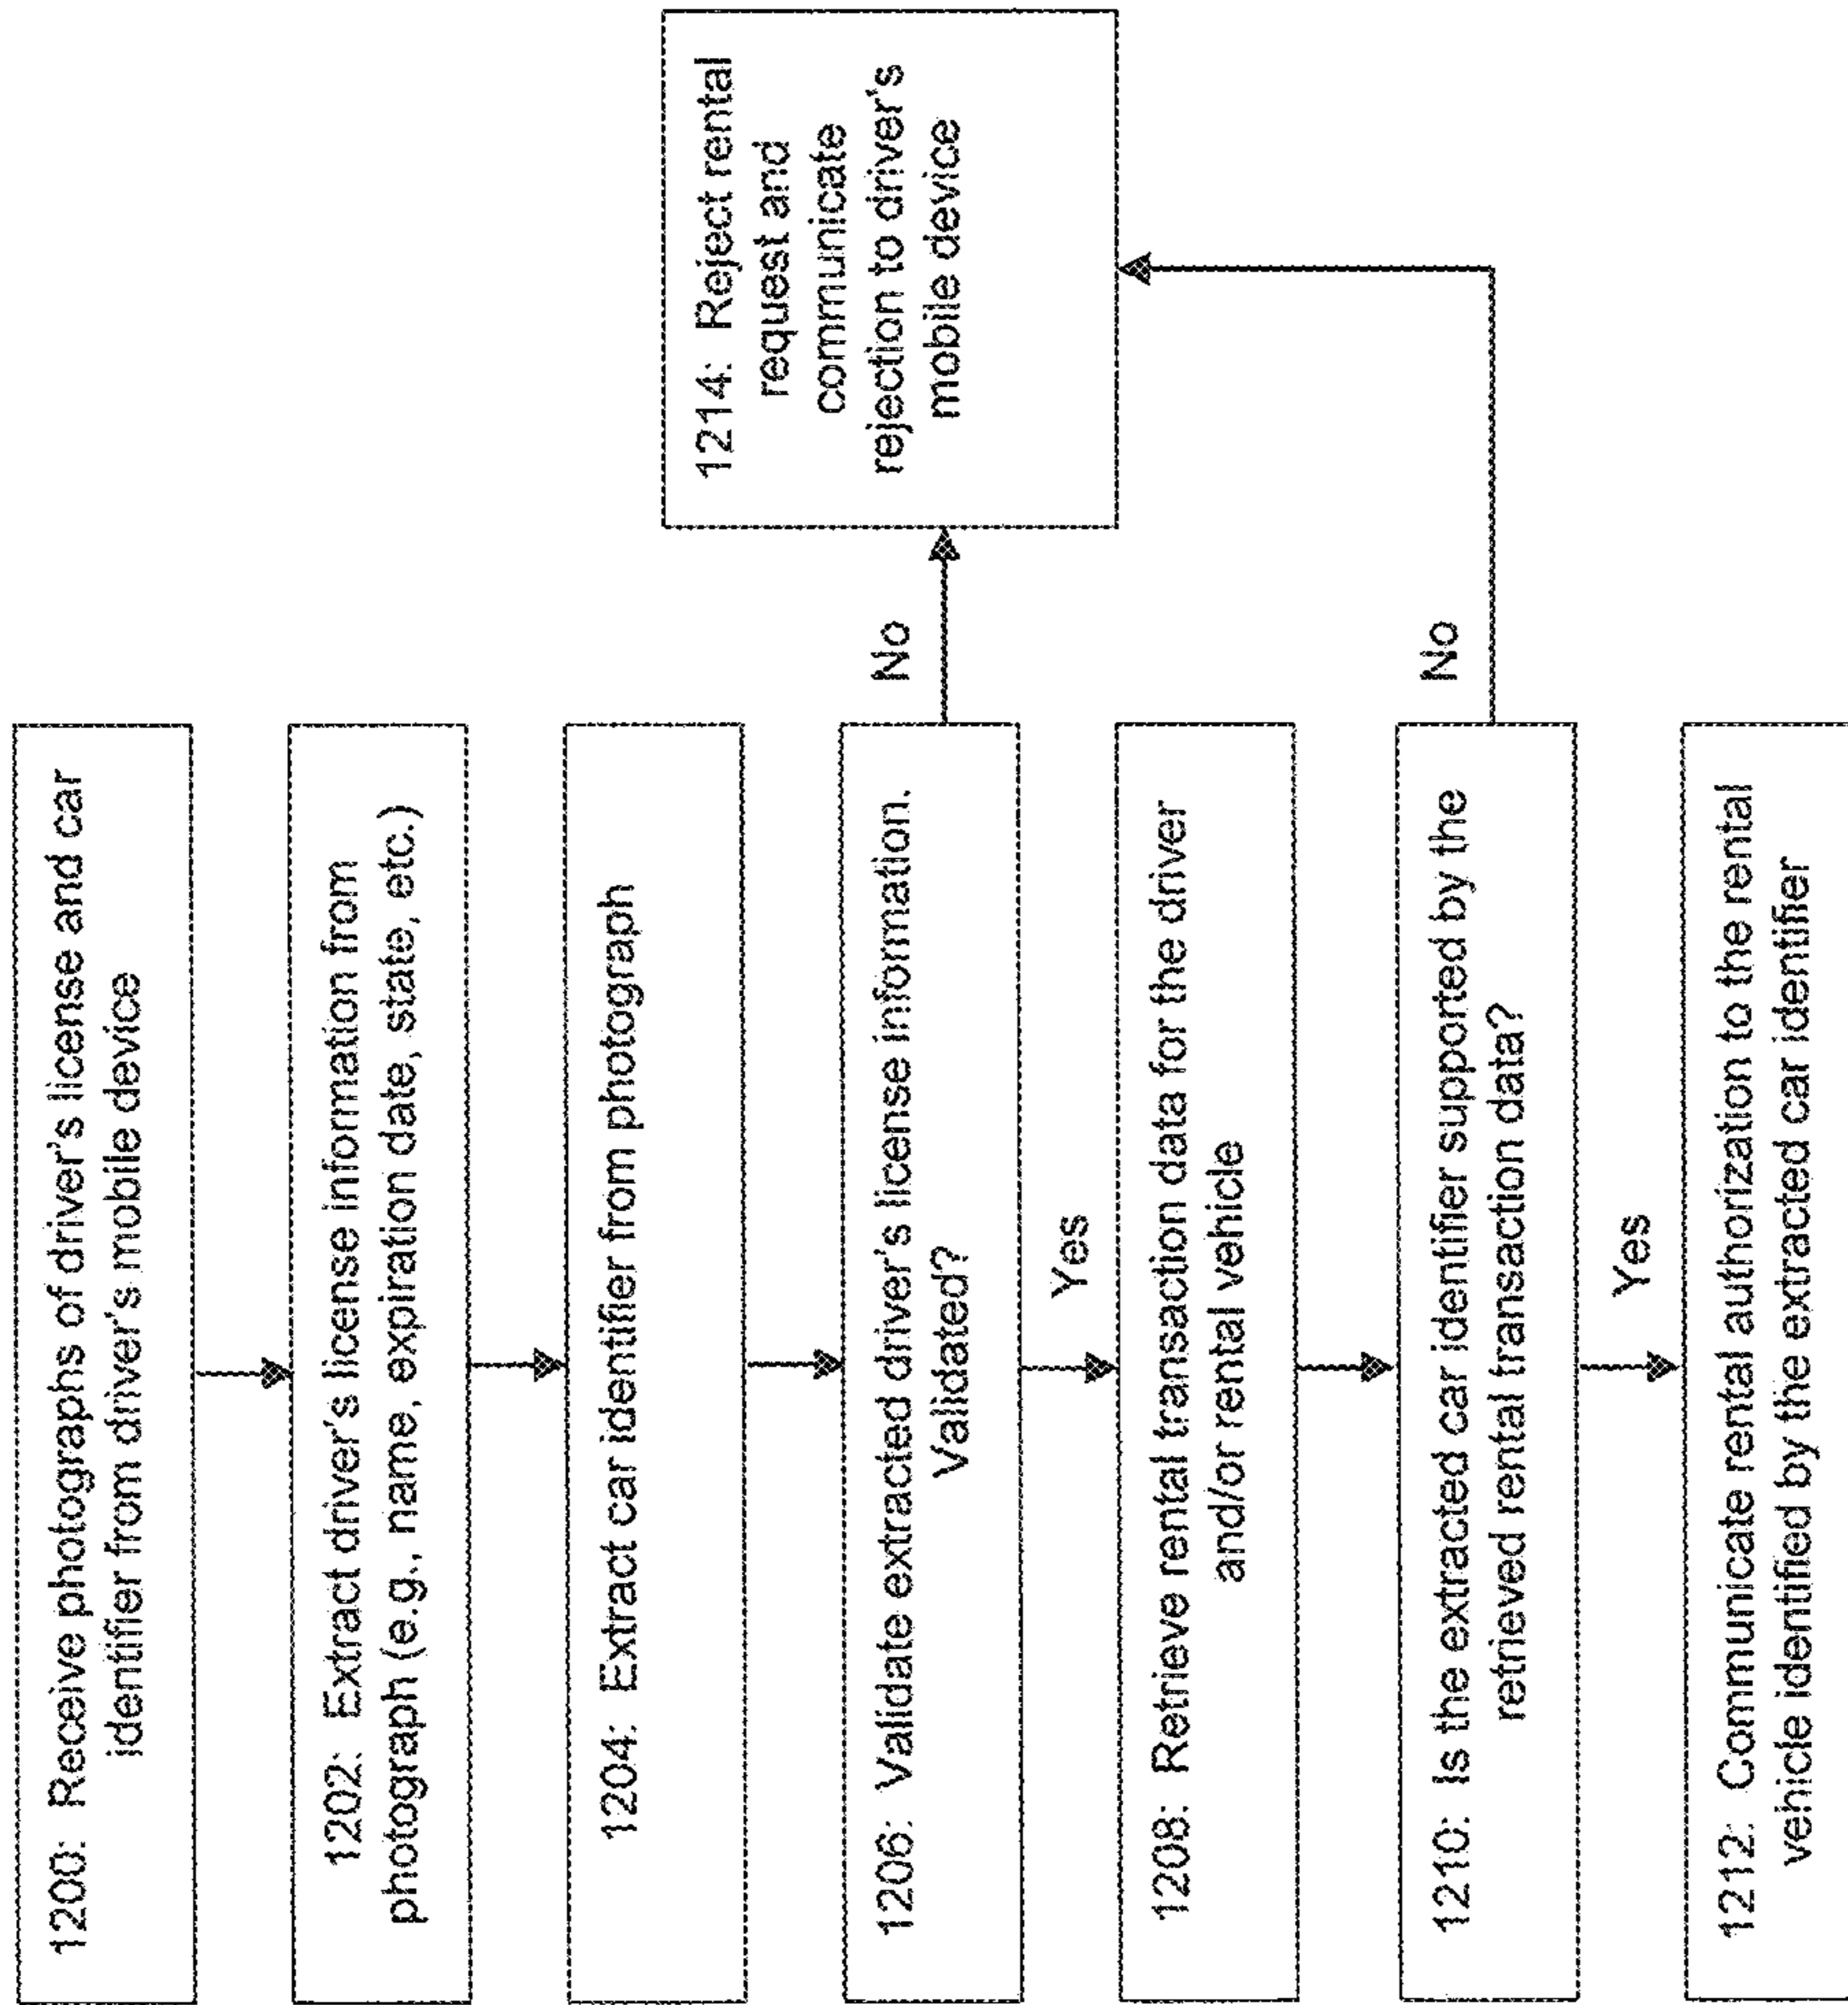 1200: Receive photographs of driver's license and car
identifier from driver's mobile device
1202: Extract driver's license information from
photograph (e.g., name, expiration date, state, etc.)
1204: Extract car identifier from photograph
1206: Validate extracted driver's license information.
Validated?
No
Yes
1214: Reject rental
request and
communicate
rejection to driver's
mobile device
1208: Retrieve rental transaction data for the driver
and/or rental vehicle
1210: Is the extracted car identifier supported by the
retrieved rental transaction data?
No
Yes
1212: Communicate rental authorization to the rental
vehicle identified by the extracted car identifier